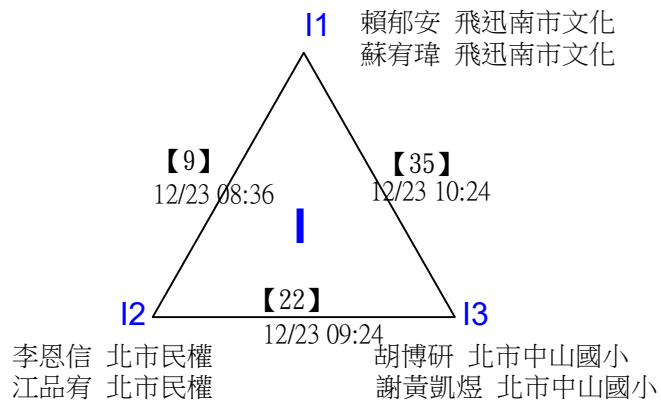 I1
賴郁安 飛迅南市文化
蘇宥瑋 飛迅南市文化
【9】
12/23 08:36
【35】
12/23 10:24
I
【22】
12/23 09:24
I2
I3
李恩信 北市民權
江品宥 北市民權
胡博研 北市中山國小
謝黃凱煜 北市中山國小